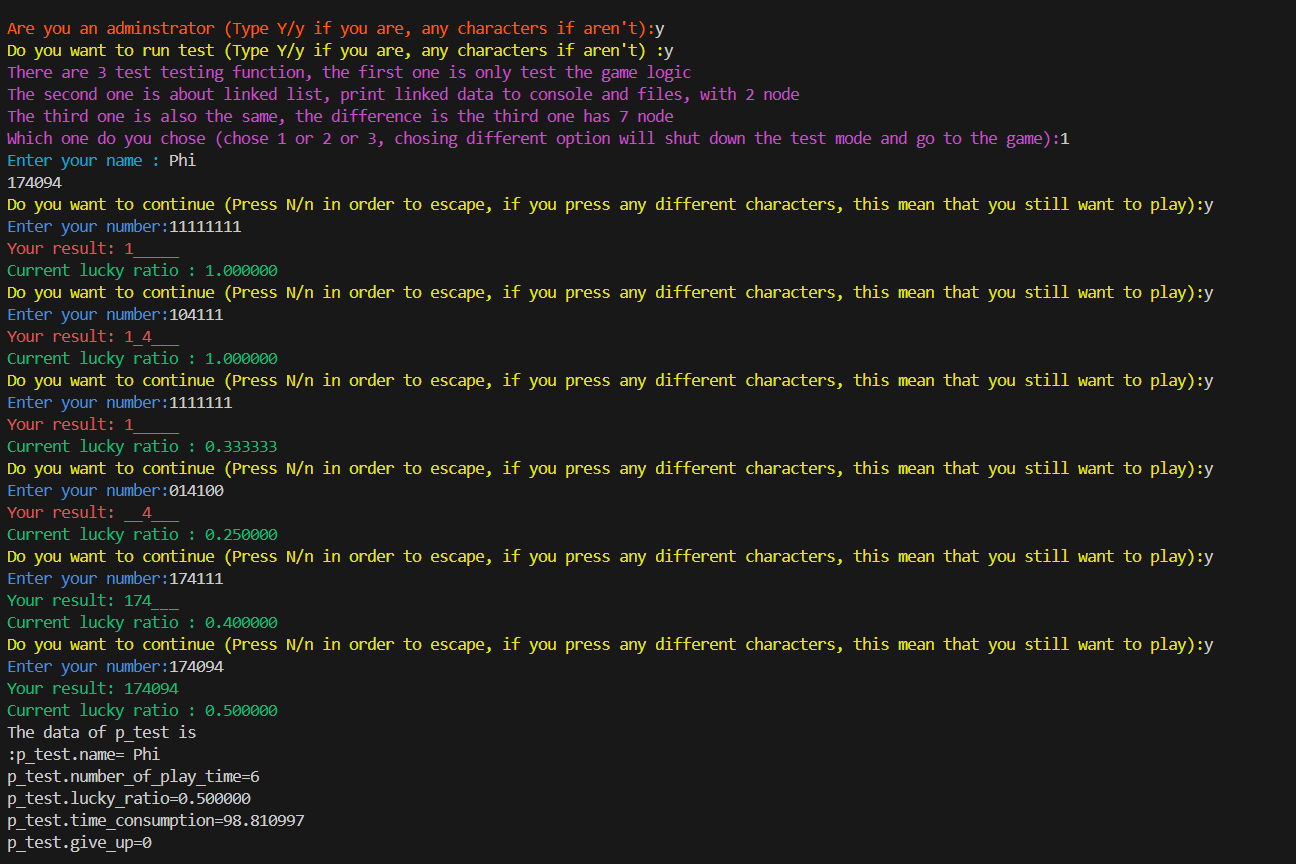 Are you an adminstrator (Type Y/y if you are, any characters if aren't):y
Do you want to run test (Type Y/y if you are, any characters if aren't) :y
There are 3 test testing function, the first one is only test the game logic
The second one is about linked list, print linked data to console and files, with 2 node
The third one is also the same, the difference is the third one has 7 node
Which one do you chose (chose 1 or 2 or 3, chosing different option will shut down the test mode and go to the game):1
Enter your name : Phi
174094
Do you want to continue (Press N/n in order to escape, if you press any different characters, this mean that you still want to play):y
Enter your number:11111111
Your result: 1_____
Current lucky ratio : 1.000000
Do you want to continue (Press N/n in order to escape, if you press any different characters, this mean that you still want to play):y
Enter your number:104111
Your result: 1_4___
Current lucky ratio : 1.000000
Do you want to continue (Press N/n in order to escape, if you press any different characters, this mean that you still want to play):y
Enter your number:1111111
Your result: 1_____
Current lucky ratio : 0.333333
Do you want to continue (Press N/n in order to escape, if you press any different characters, this mean that you still want to play):y
Enter your number:014100
Your result: __4___
Current lucky ratio : 0.250000
Do you want to continue (Press N/n in order to escape, if you press any different characters, this mean that you still want to play):y
Enter your number:174111
Your result: 174___
Current lucky ratio : 0.400000
Do you want to continue (Press N/n in order to escape, if you press any different characters, this mean that you still want to play):y
Enter your number:174094
Your result: 174094
Current lucky ratio : 0.500000
The data of p_test is
:p_test.name= Phi
p_test.number_of_play_time=6
p_test.lucky_ratio=0.500000
p_test.time_consumption=98.810997
p_test.give_up=0